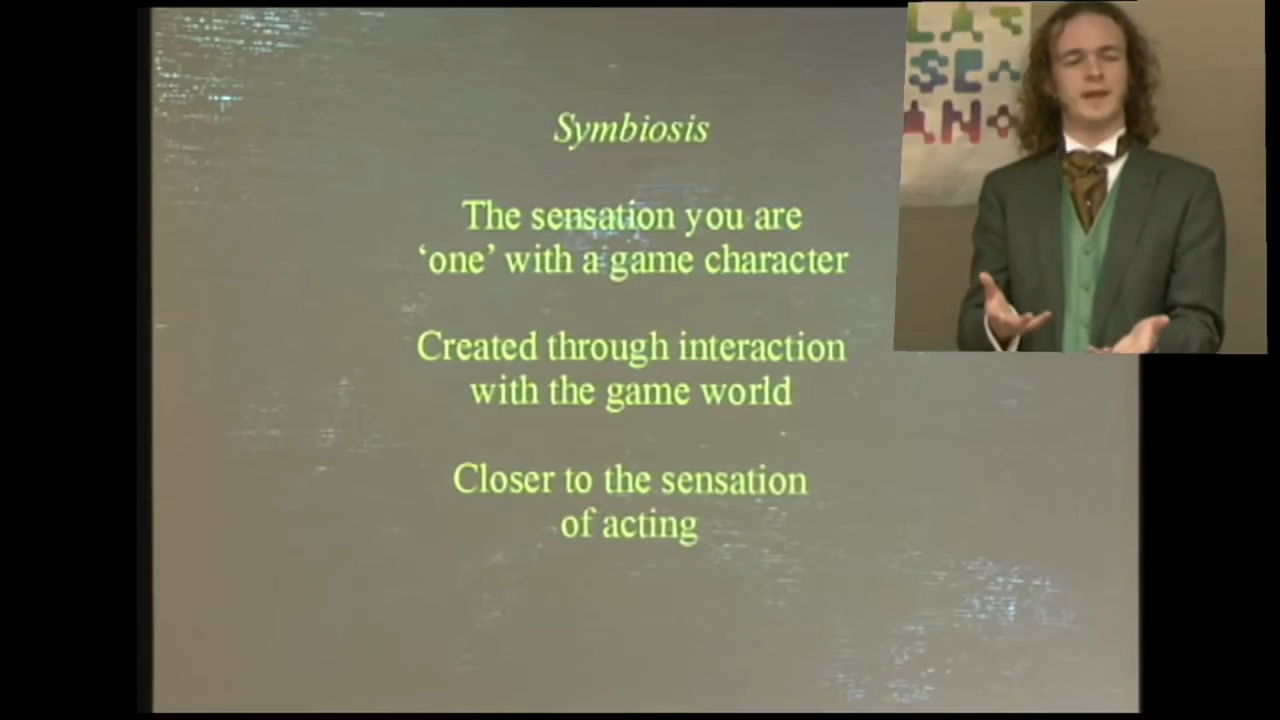 Symbiosis
The sensation you are
‘one’ with a game character
Created through interaction
with the game world
Closer to the sensation
of acting